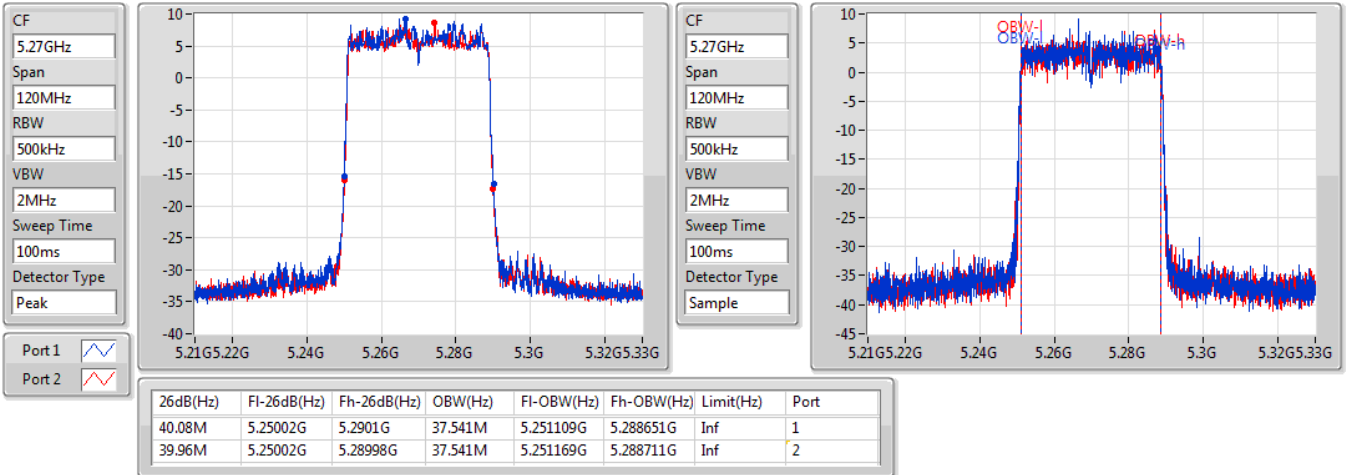 CF
5.27GHz
Span
120MHz
RBW
500kHz
VBW
2MHz
Sweep Time
100ms
Detector Type
Peak
Port 1
Port 2
10
5
0
-5
-10
-15
-20
-25
-30
-35
-40
5.21G5.22G 5.24G 5.26G 5.28G 5.3G 5.32G5.33G
CF
5.27GHz
Span
120MHz
RBW
500kHz
VBW
2MHz
Sweep Time
100ms
Detector Type
Sample
10
5
0
-5
-10
-15
-20
-25
-30
-35
-40
-45
OBW-l
OBW-l
OBW-h
5.21G5.22G 5.24G 5.26G 5.28G 5.3G 5.32G5.33G
26dB(Hz) Fl-26dB(Hz) Fh-26dB(Hz) OBW(Hz) Fl-OBW(Hz) Fh-OBW(Hz) Limit(Hz) Port
40.08M 5.25002G 5.2901G 37.541M 5.251109G 5.288651G Inf 1
39.96M 5.25002G 5.28998G 37.541M 5.251169G 5.288711G Inf 2